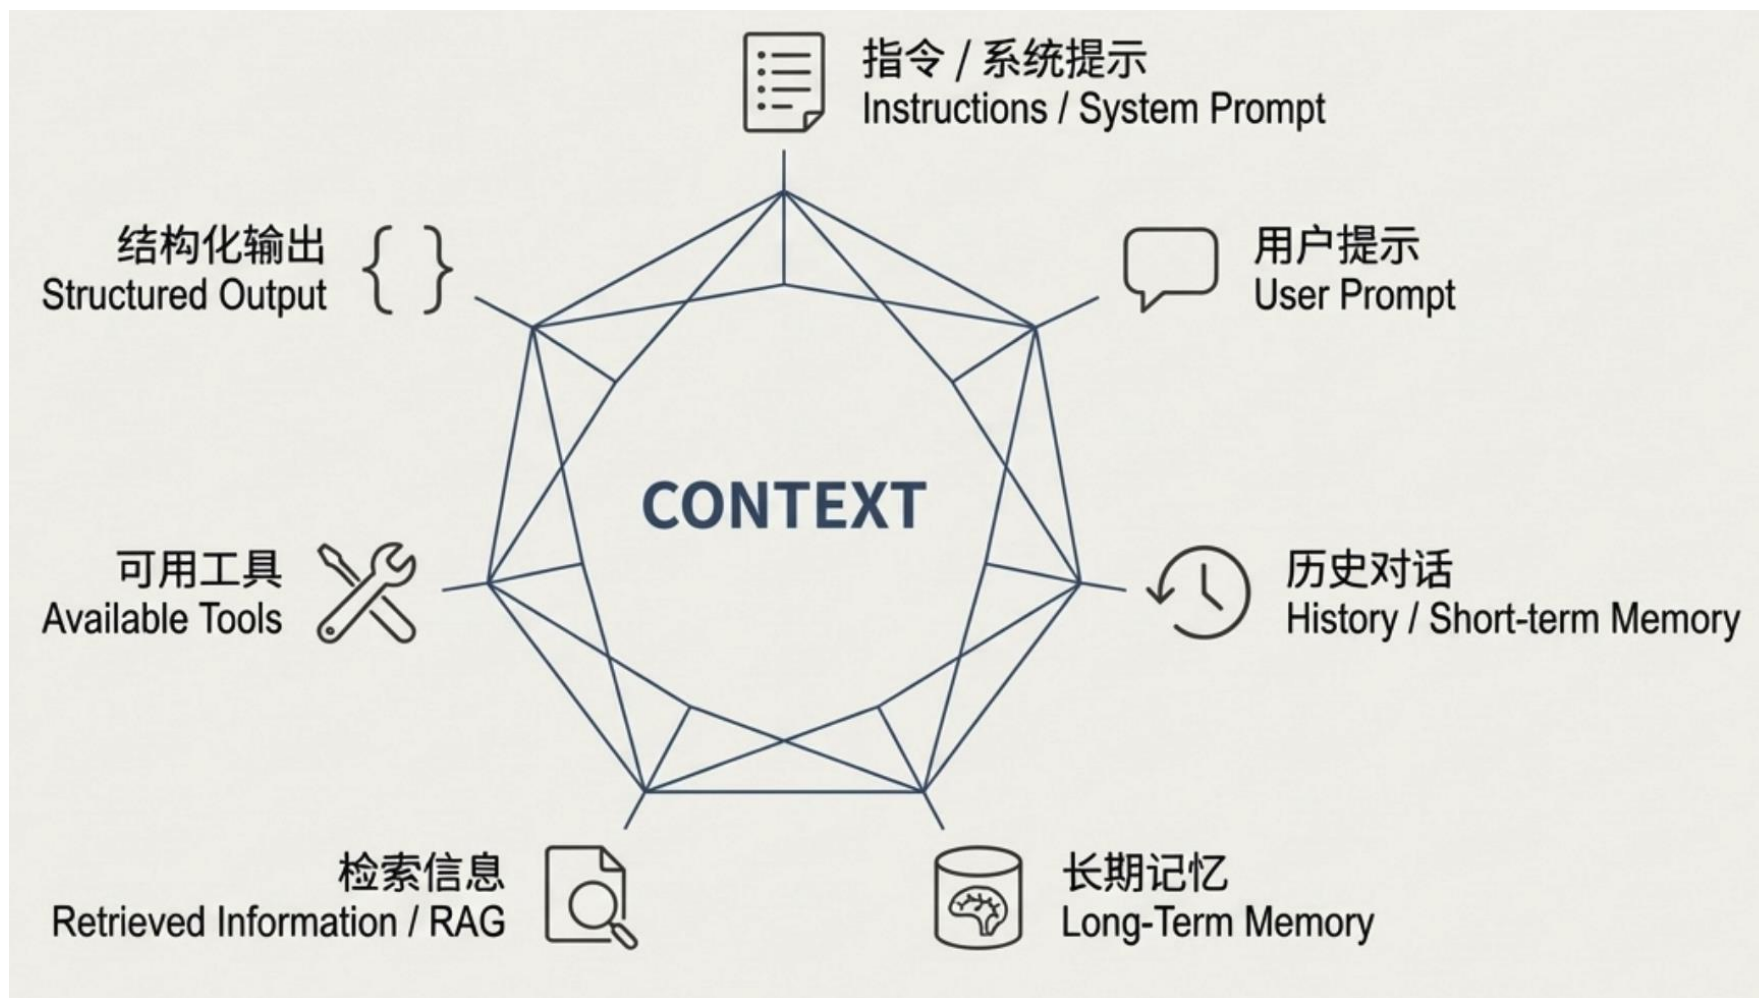 指令 / 系统提示
Instructions / System Prompt
结构化输出
Structured Output
{ }
用户提示
User Prompt
CONTEXT
可用工具
Available Tools
历史对话
History / Short-term Memory
检索信息
Retrieved Information / RAG
长期记忆
Long-Term Memory